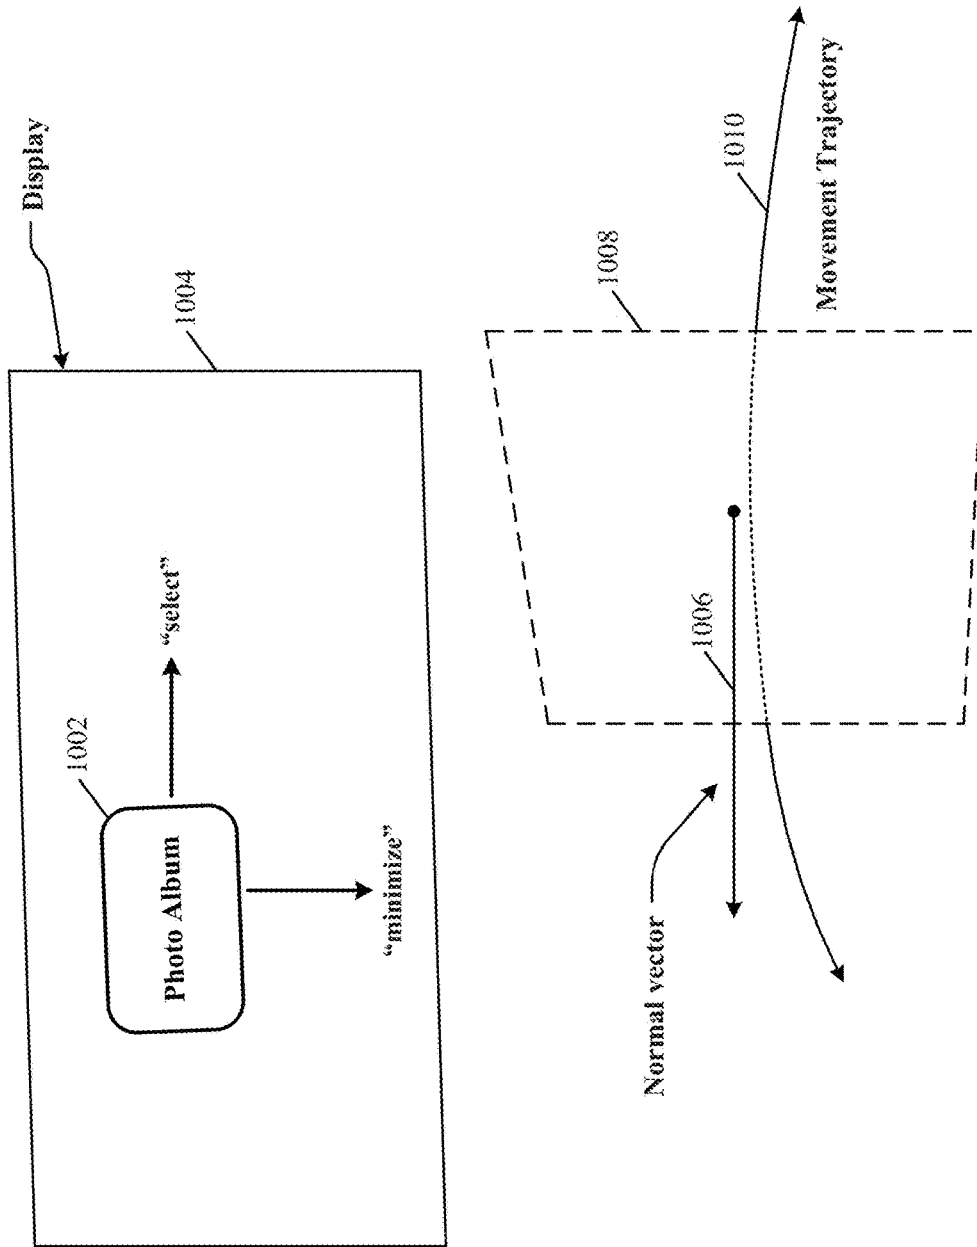 Display
1004
1002
Photo Album
“select”
“minimize”
1008
1010
Movement Trajectory
1006
Normal vector